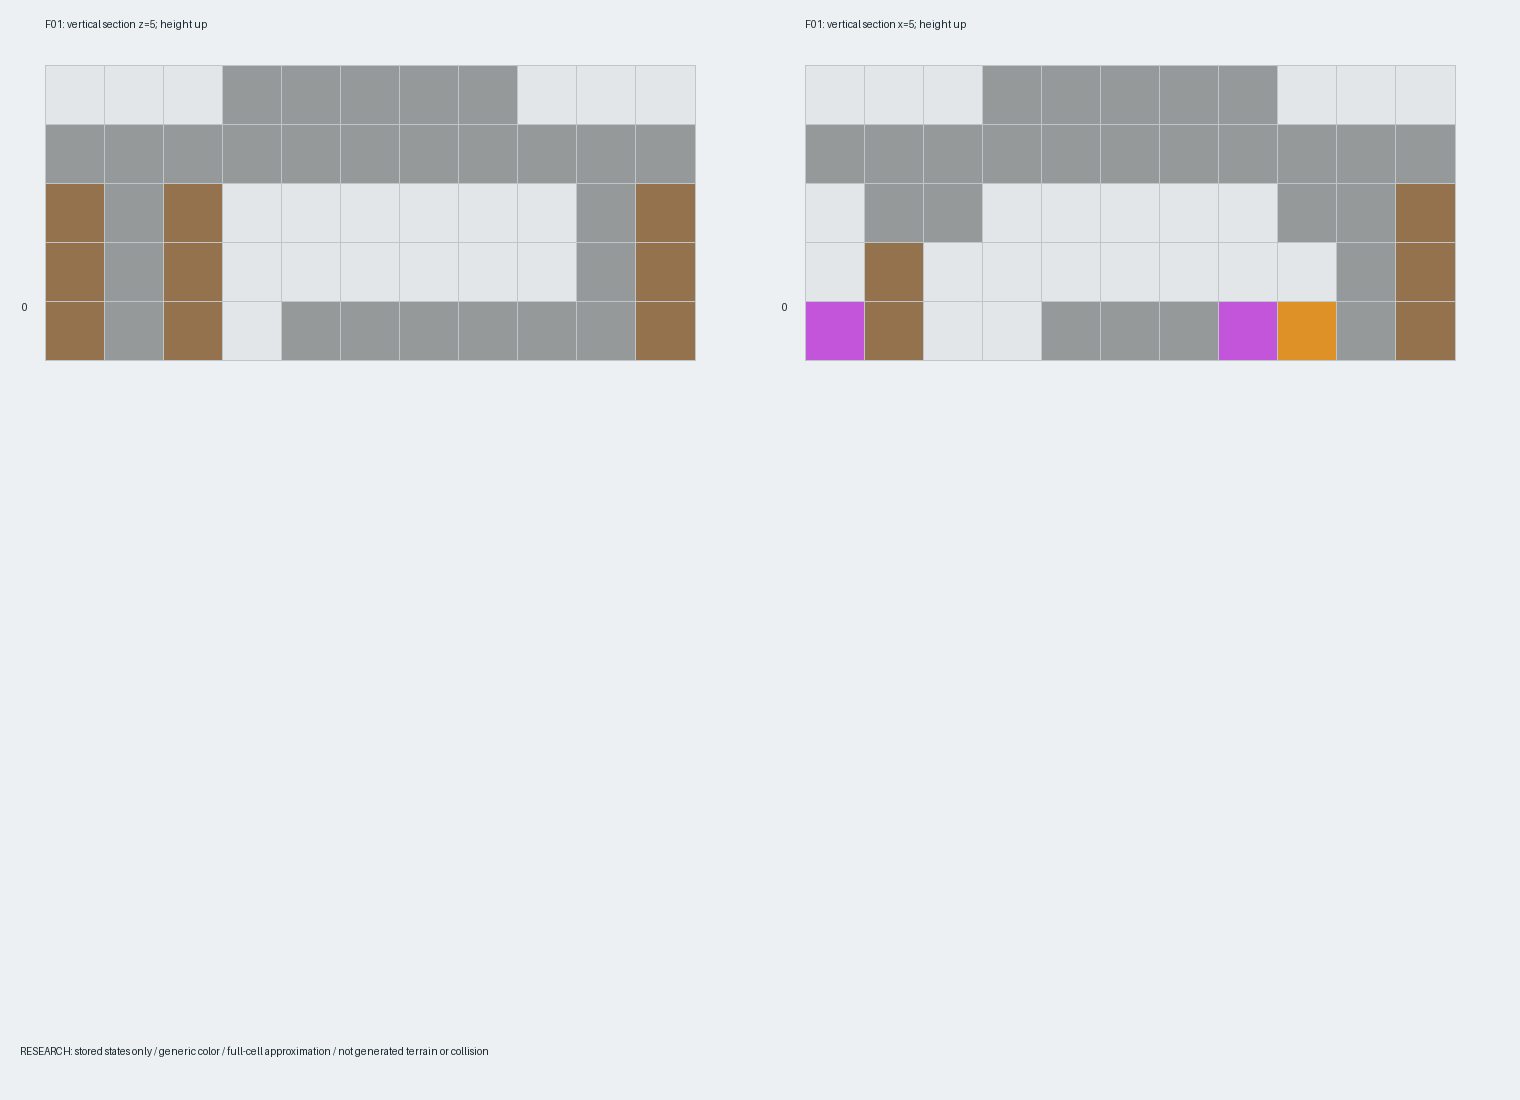 F01: vertical section z=5; height up
F01: vertical section x=5; height up
0
0
RESEARCH: stored states only / generic color / full-cell approximation / not generated terrain or collision